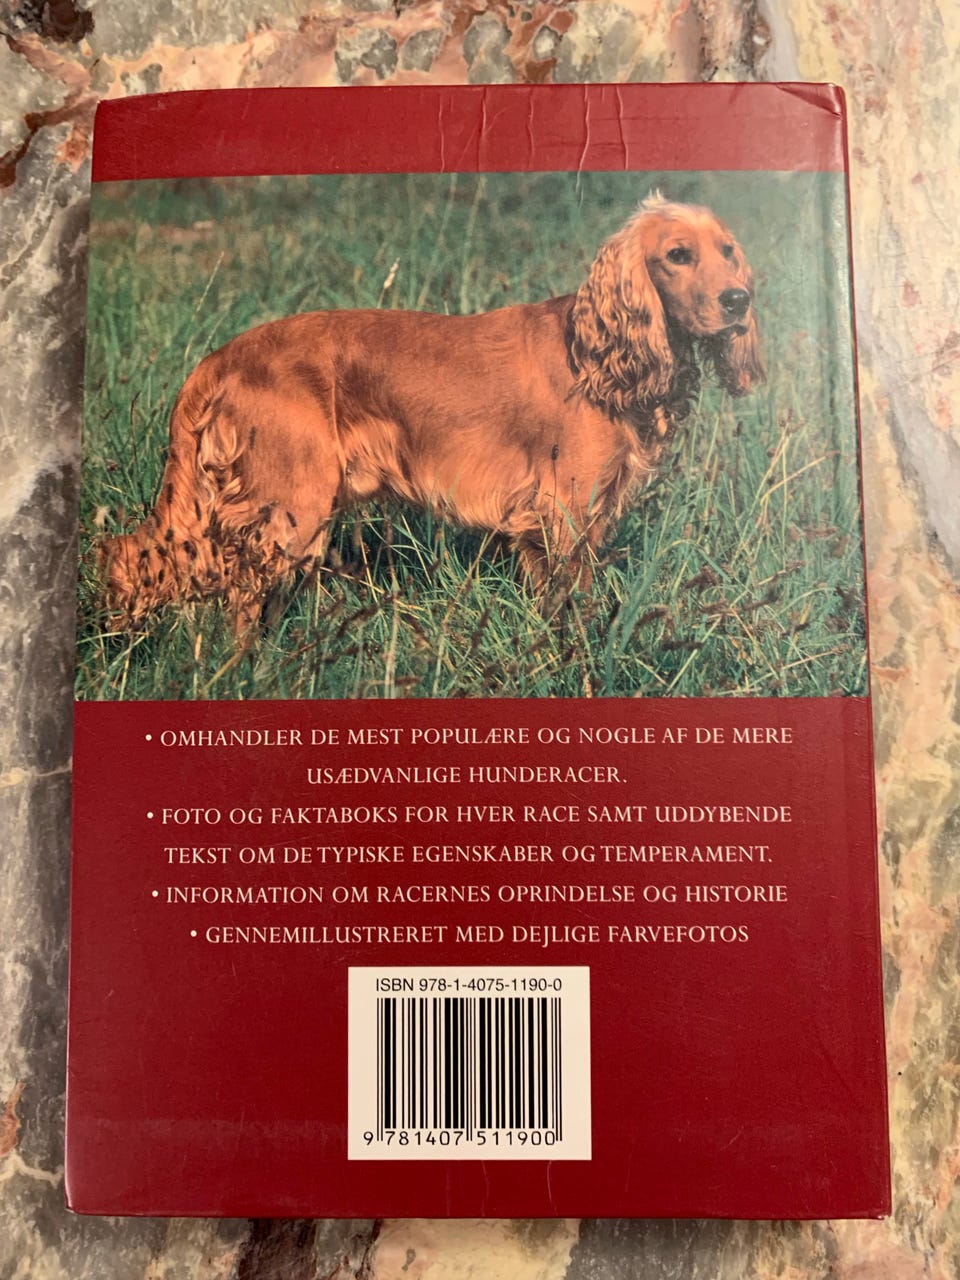 • OMHANDLER DE MEST POPULÆRE OG NOGLE AF DE MERE
USÆDVANLIGE HUNDERACER.
• FOTO OG FAKTABOKS FOR HVER RACE SAMT UDDYBENDE
TEKST OM DE TYPISKE EGENSKABER OG TEMPERAMENT.
• INFORMATION OM RACERNES OPRINDELSE OG HISTORIE
• GENNEMILLUSTRERET MED DEJLIGE FARVEFOTOS
ISBN 978-1-4075-1190-0
9 781407 511900